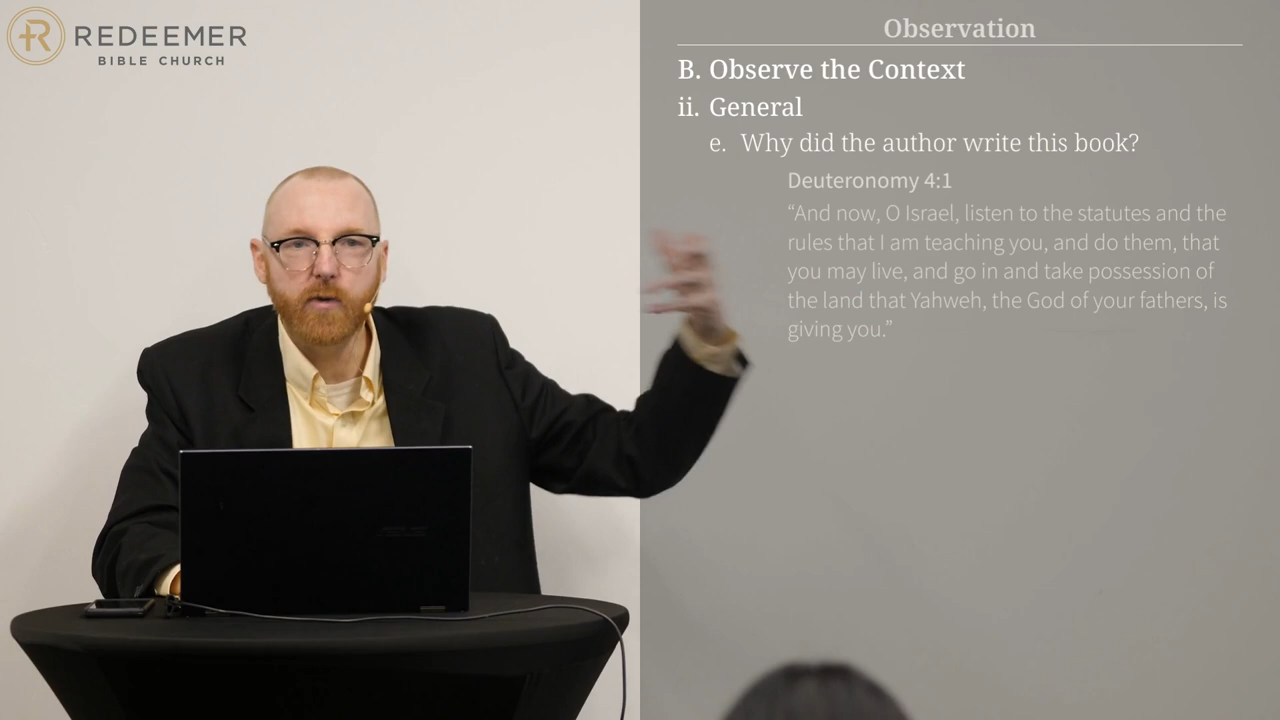 REDEEMER
BIBLE CHURCH
Observation
B. Observe the Context
ii. General
e. Why did the author write this book?
Deuteronomy 4:1
“And now, O Israel, listen to the statutes and the
rules that I am teaching you, and do them, that
you may live, and go in and take possession of
the land that Yahweh, the God of your fathers, is
giving you.”